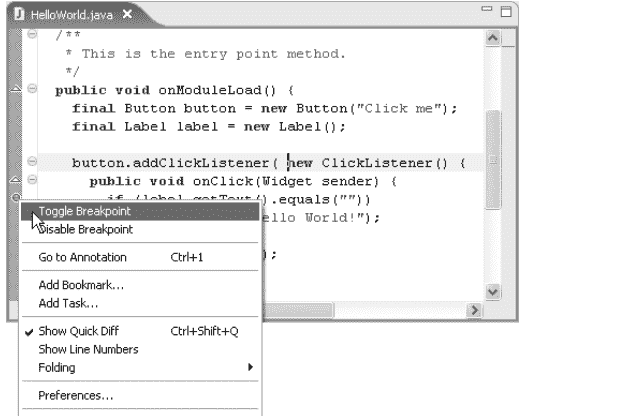 HelloWorld.java
/**
* This is the entry point method.
*/
public void onModuleLoad() {
final Button button = new Button("Click me");
final Label label = new Label();
button.addClickListener( new ClickListener() {
public void onClick(Widget sender) {
if (label.getText().equals(""))
ello World!");
);
Toggle Breakpoint
Disable Breakpoint
Go to Annotation Ctrl+1
Add Bookmark...
Add Task...
Show Quick Diff Ctrl+Shift+Q
Show Line Numbers
Folding
Preferences...